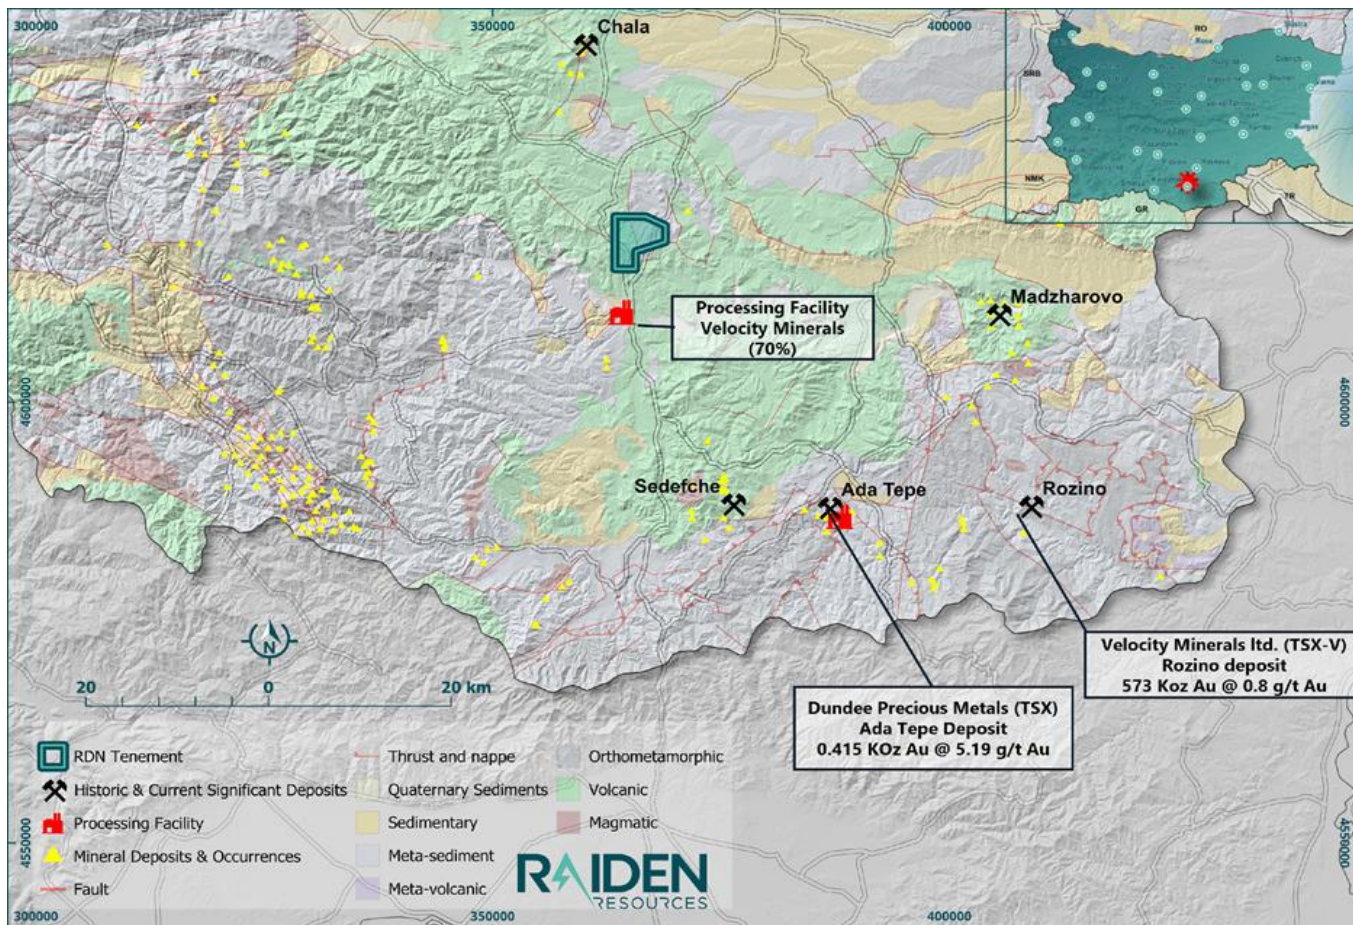 300000
350000
400000
Chala
RO
SRB
NMK
GR
TR
Processing Facility
Velocity Minerals
(70%)
Madzharovo
4600000
4600000
Sedefche
Ada Tepe
Rozino
N
20
0
20 km
Velocity Minerals ltd. (TSX-V)
Rozino deposit
573 Koz Au @ 0.8 g/t Au
Dundee Precious Metals (TSX)
Ada Tepe Deposit
0.415 KOz Au @ 5.19 g/t Au
RDN Tenement
Historic & Current Significant Deposits
Processing Facility
Mineral Deposits & Occurrences
Fault
Thrust and nappe
Quaternary Sediments
Sedimentary
Meta-sediment
Meta-volcanic
Orthometamorphic
Volcanic
Magmatic
RAIDEN
RESOURCES
4550000
4550000
300000
350000
400000